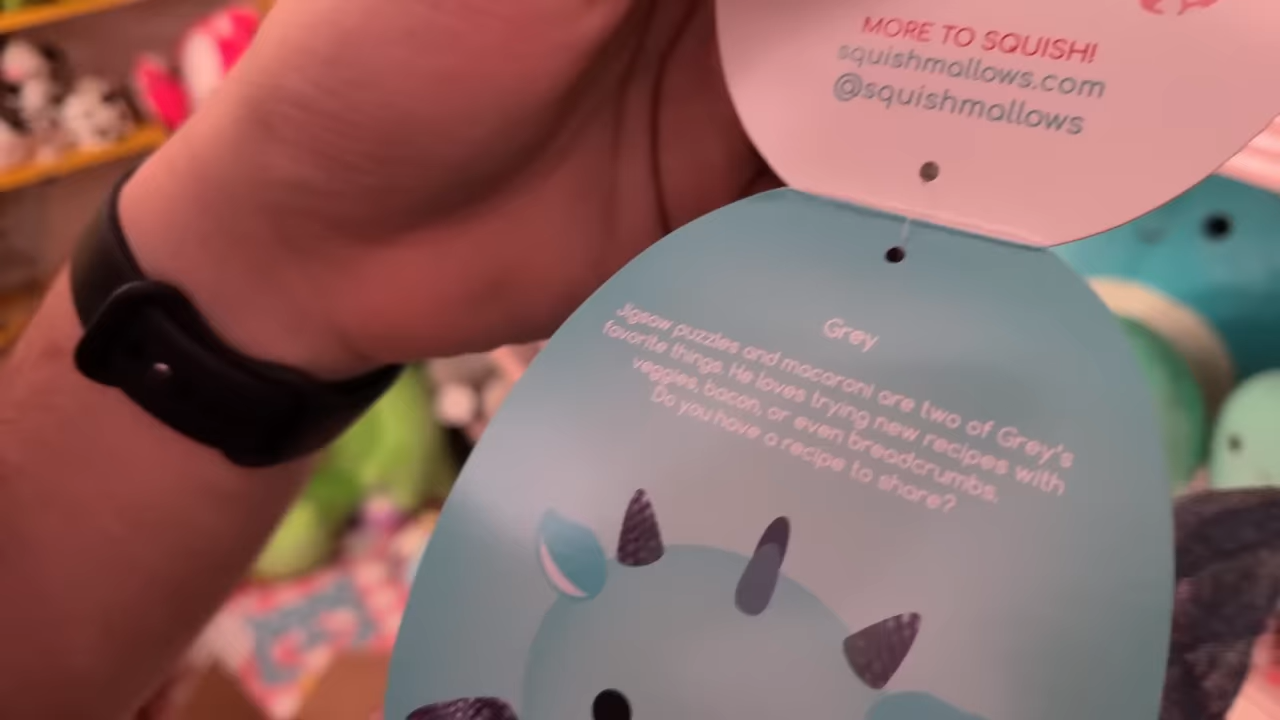 MORE TO SQUISH!
squishmallows.com
@squishmallows
Grey
Jigsaw puzzles and macaroni are two of Grey's
favorite things. He loves trying new recipes with
veggies, bacon, or even breadcrumbs.
Do you have a recipe to share?